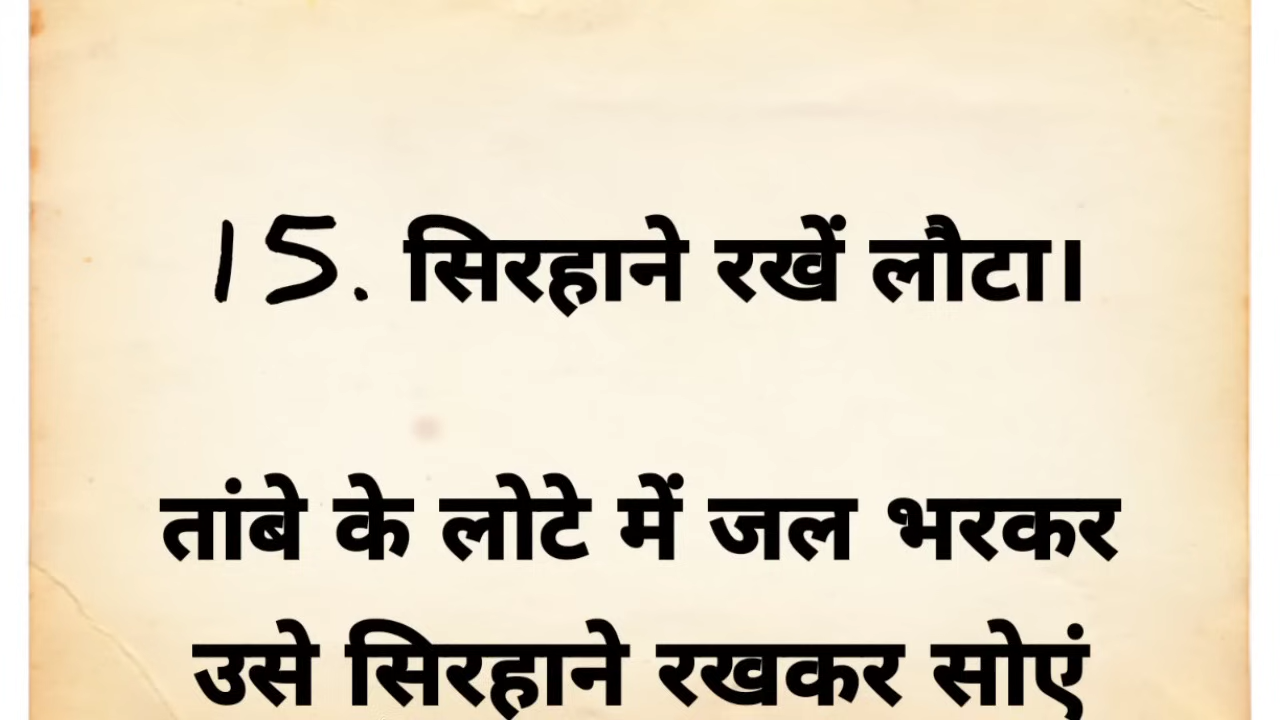 15. सिरहाने रखें लौटा।
तांबे के लोटे में जल भरकर
उसे सिरहाने रखकर सोएं